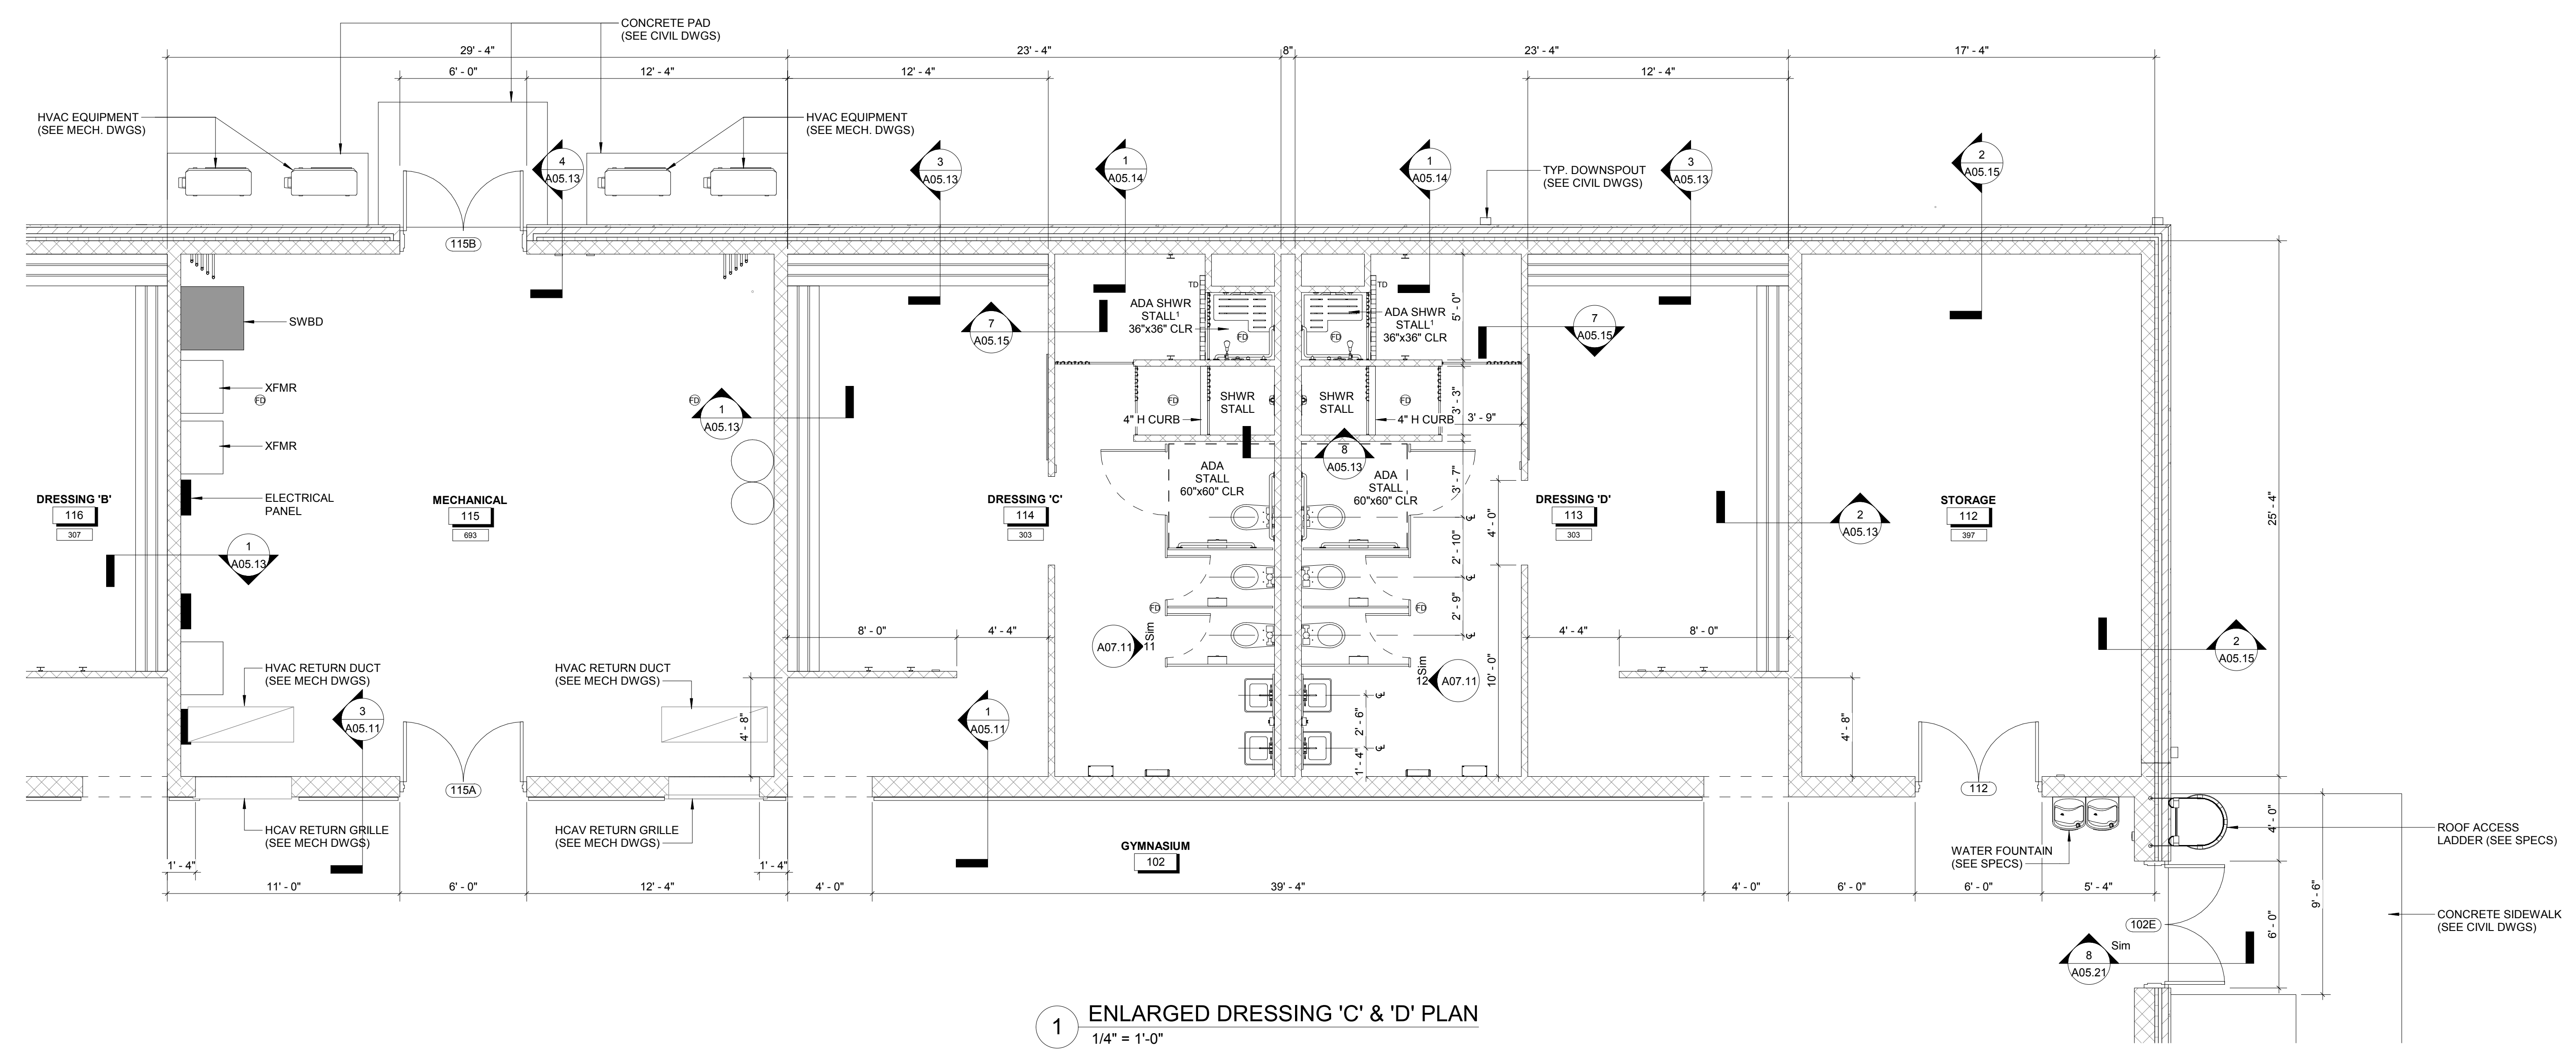 CONCRETE PAD
(SEE CIVIL DWGS)
29' - 4"
23' - 4"
8"
23' - 4"
17' - 4"
6' - 0"
12' - 4"
12' - 4"
12' - 4"
HVAC EQUIPMENT
(SEE MECH. DWGS)
HVAC EQUIPMENT
(SEE MECH. DWGS)
4
A05.13
3
A05.13
1
A05.14
1
A05.14
TYP. DOWNSPOUT
(SEE CIVIL DWGS)
3
A05.13
2
A05.15
115B
SWBD
XFMR
FD
XFMR
ELECTRICAL
PANEL
DRESSING 'B'
116
307
1
A05.13
MECHANICAL
115
693
FD
1
A05.13
7
A05.15
TD
ADA SHWR
STALL¹
36"x36" CLR
FD
FD
TD
ADA SHWR
STALL¹
36"x36" CLR
5' - 0"
7
A05.15
FD
SHWR
STALL
SHWR
STALL
FD
4" H CURB
4" H CURB
3' - 3"
3' - 9"
8
A05.13
ADA
STALL
60"x60" CLR
ADA
STALL
60"x60" CLR
3' - 7"
DRESSING 'C'
114
303
DRESSING 'D'
113
303
4' - 0"
2' - 10"
2' - 9"
FD
FD
2
A05.13
STORAGE
112
397
25' - 4"
8' - 0"
4' - 4"
A07.11
11
Sim
Sim
12
A07.11
10' - 0"
4' - 4"
8' - 0"
2
A05.15
HVAC RETURN DUCT
(SEE MECH DWGS)
HVAC RETURN DUCT
(SEE MECH DWGS)
3
A05.11
4' - 8"
1
A05.11
2' - 6"
1' - 4"
4' - 8"
115A
112
HCAV RETURN GRILLE
(SEE MECH DWGS)
HCAV RETURN GRILLE
(SEE MECH DWGS)
GYMNASIUM
102
WATER FOUNTAIN
(SEE SPECS)
4' - 0"
ROOF ACCESS
LADDER (SEE SPECS)
1' - 4"
1' - 4"
11' - 0"
6' - 0"
12' - 4"
4' - 0"
39' - 4"
4' - 0"
6' - 0"
6' - 0"
5' - 4"
9' - 6"
102E
6' - 0"
CONCRETE SIDEWALK
(SEE CIVIL DWGS)
8
A05.21
Sim
1
ENLARGED DRESSING 'C' & 'D' PLAN
1/4" = 1'-0"